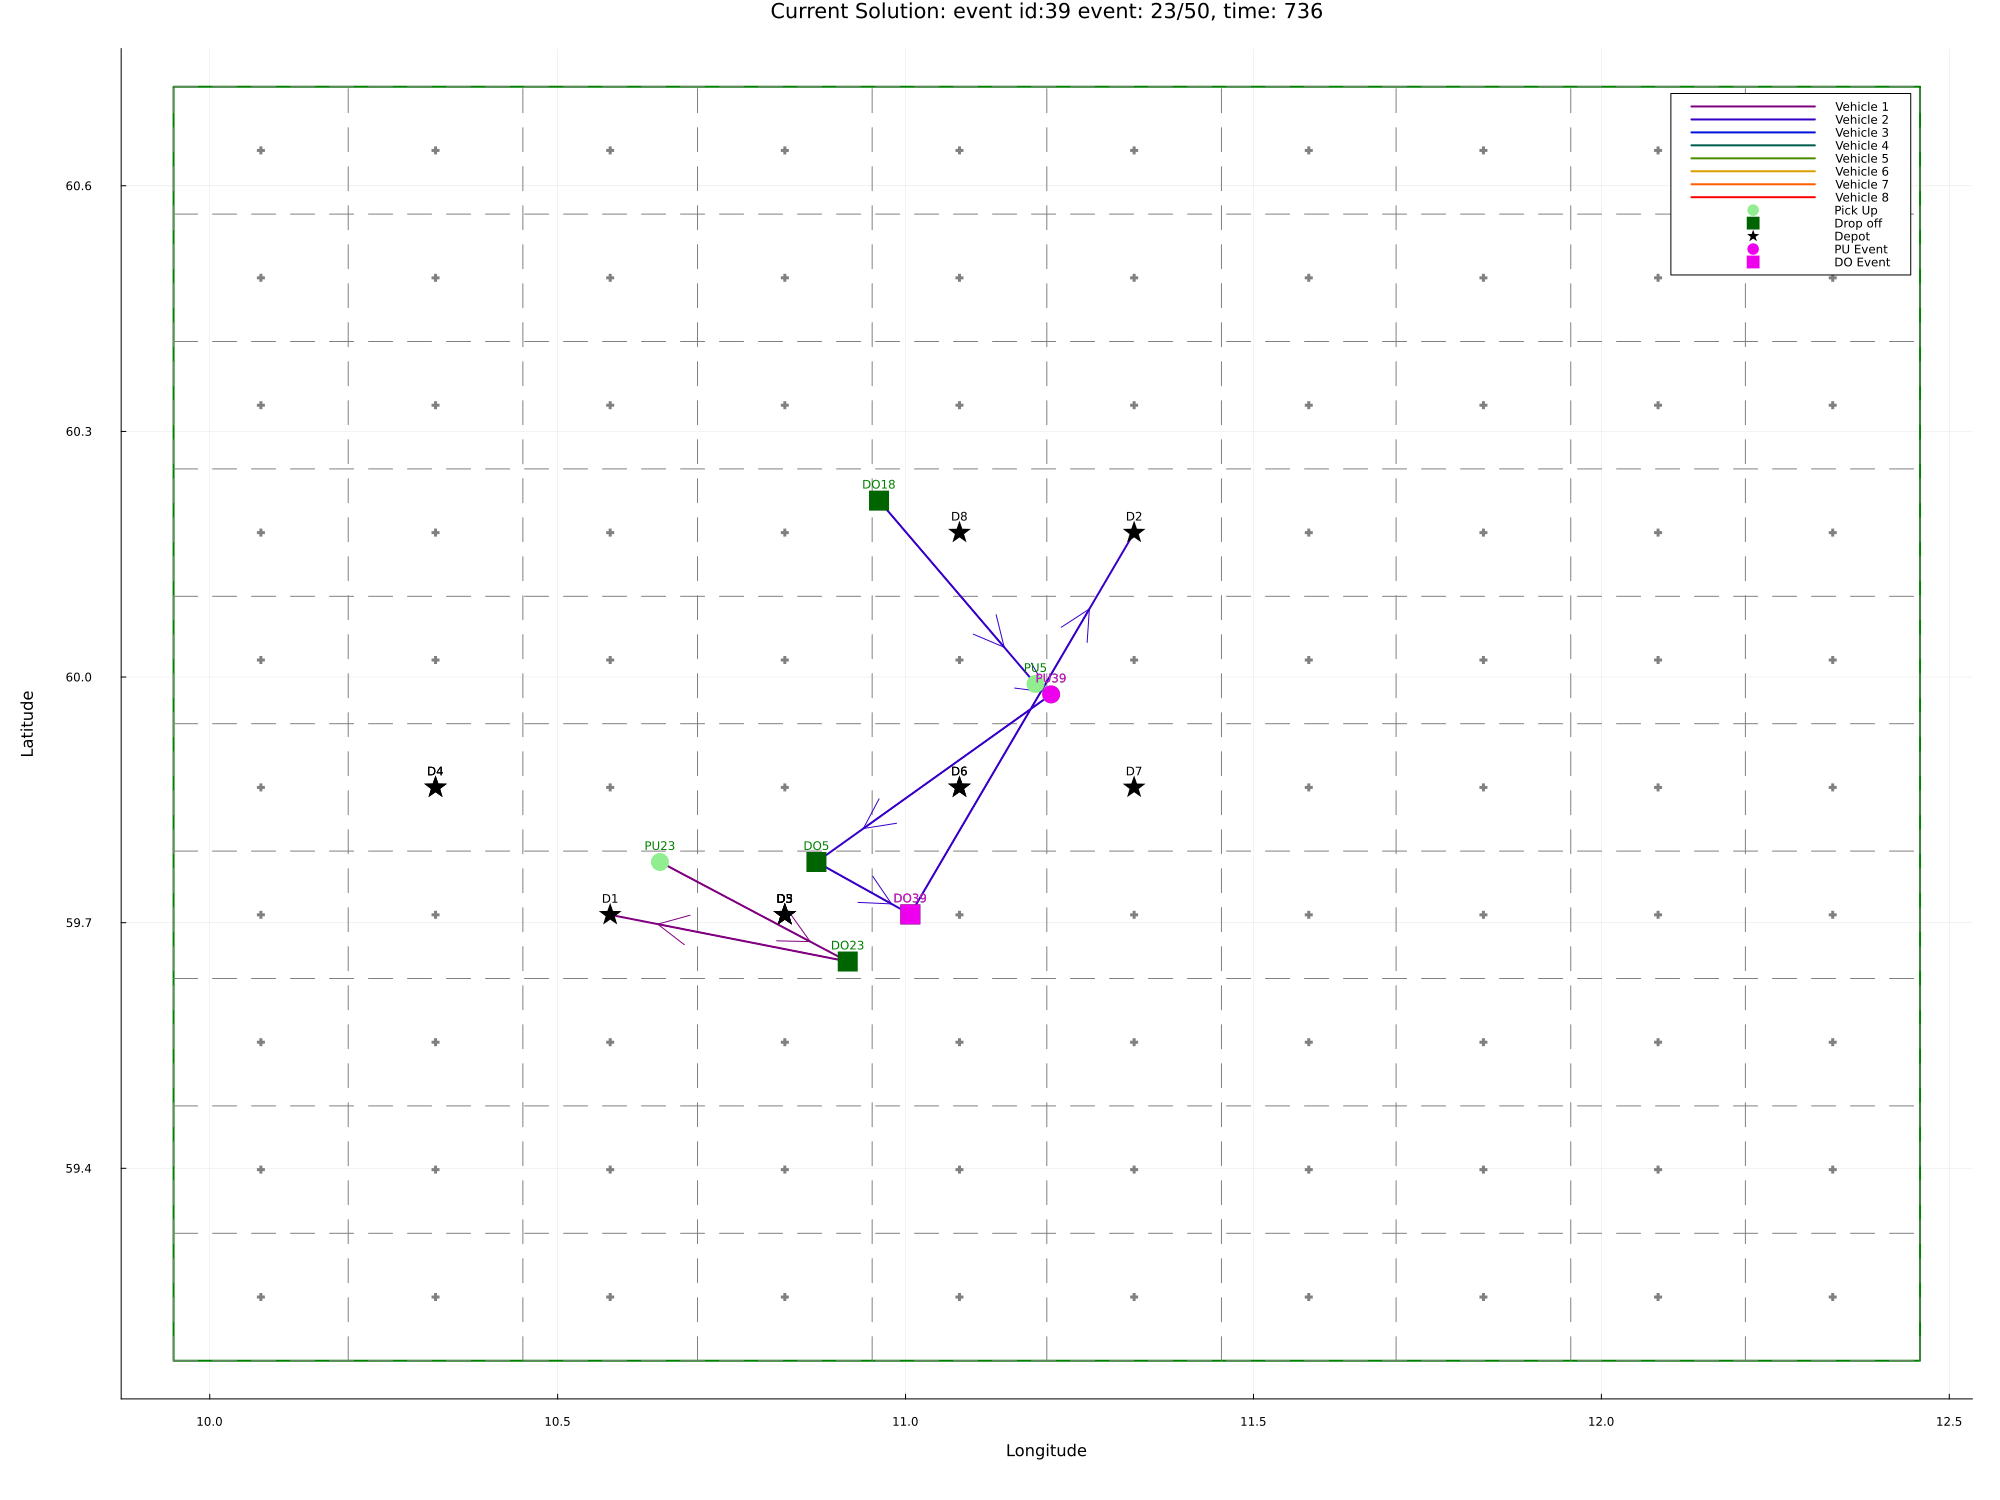 Current Solution: event id:39 event: 23/50, time: 736
Vehicle 1
Vehicle 2
Vehicle 3
Vehicle 4
Vehicle 5
Vehicle 6
Vehicle 7
Vehicle 8
Pick Up
Drop off
Depot
PU Event
DO Event
60.6
60.3
60.0
59.7
59.4
Latitude
DO18
D8
D2
PU5
PU39
D4
D6
D7
PU23
DO5
D1
DO39
DO23
10.0
10.5
11.0
11.5
12.0
12.5
Longitude